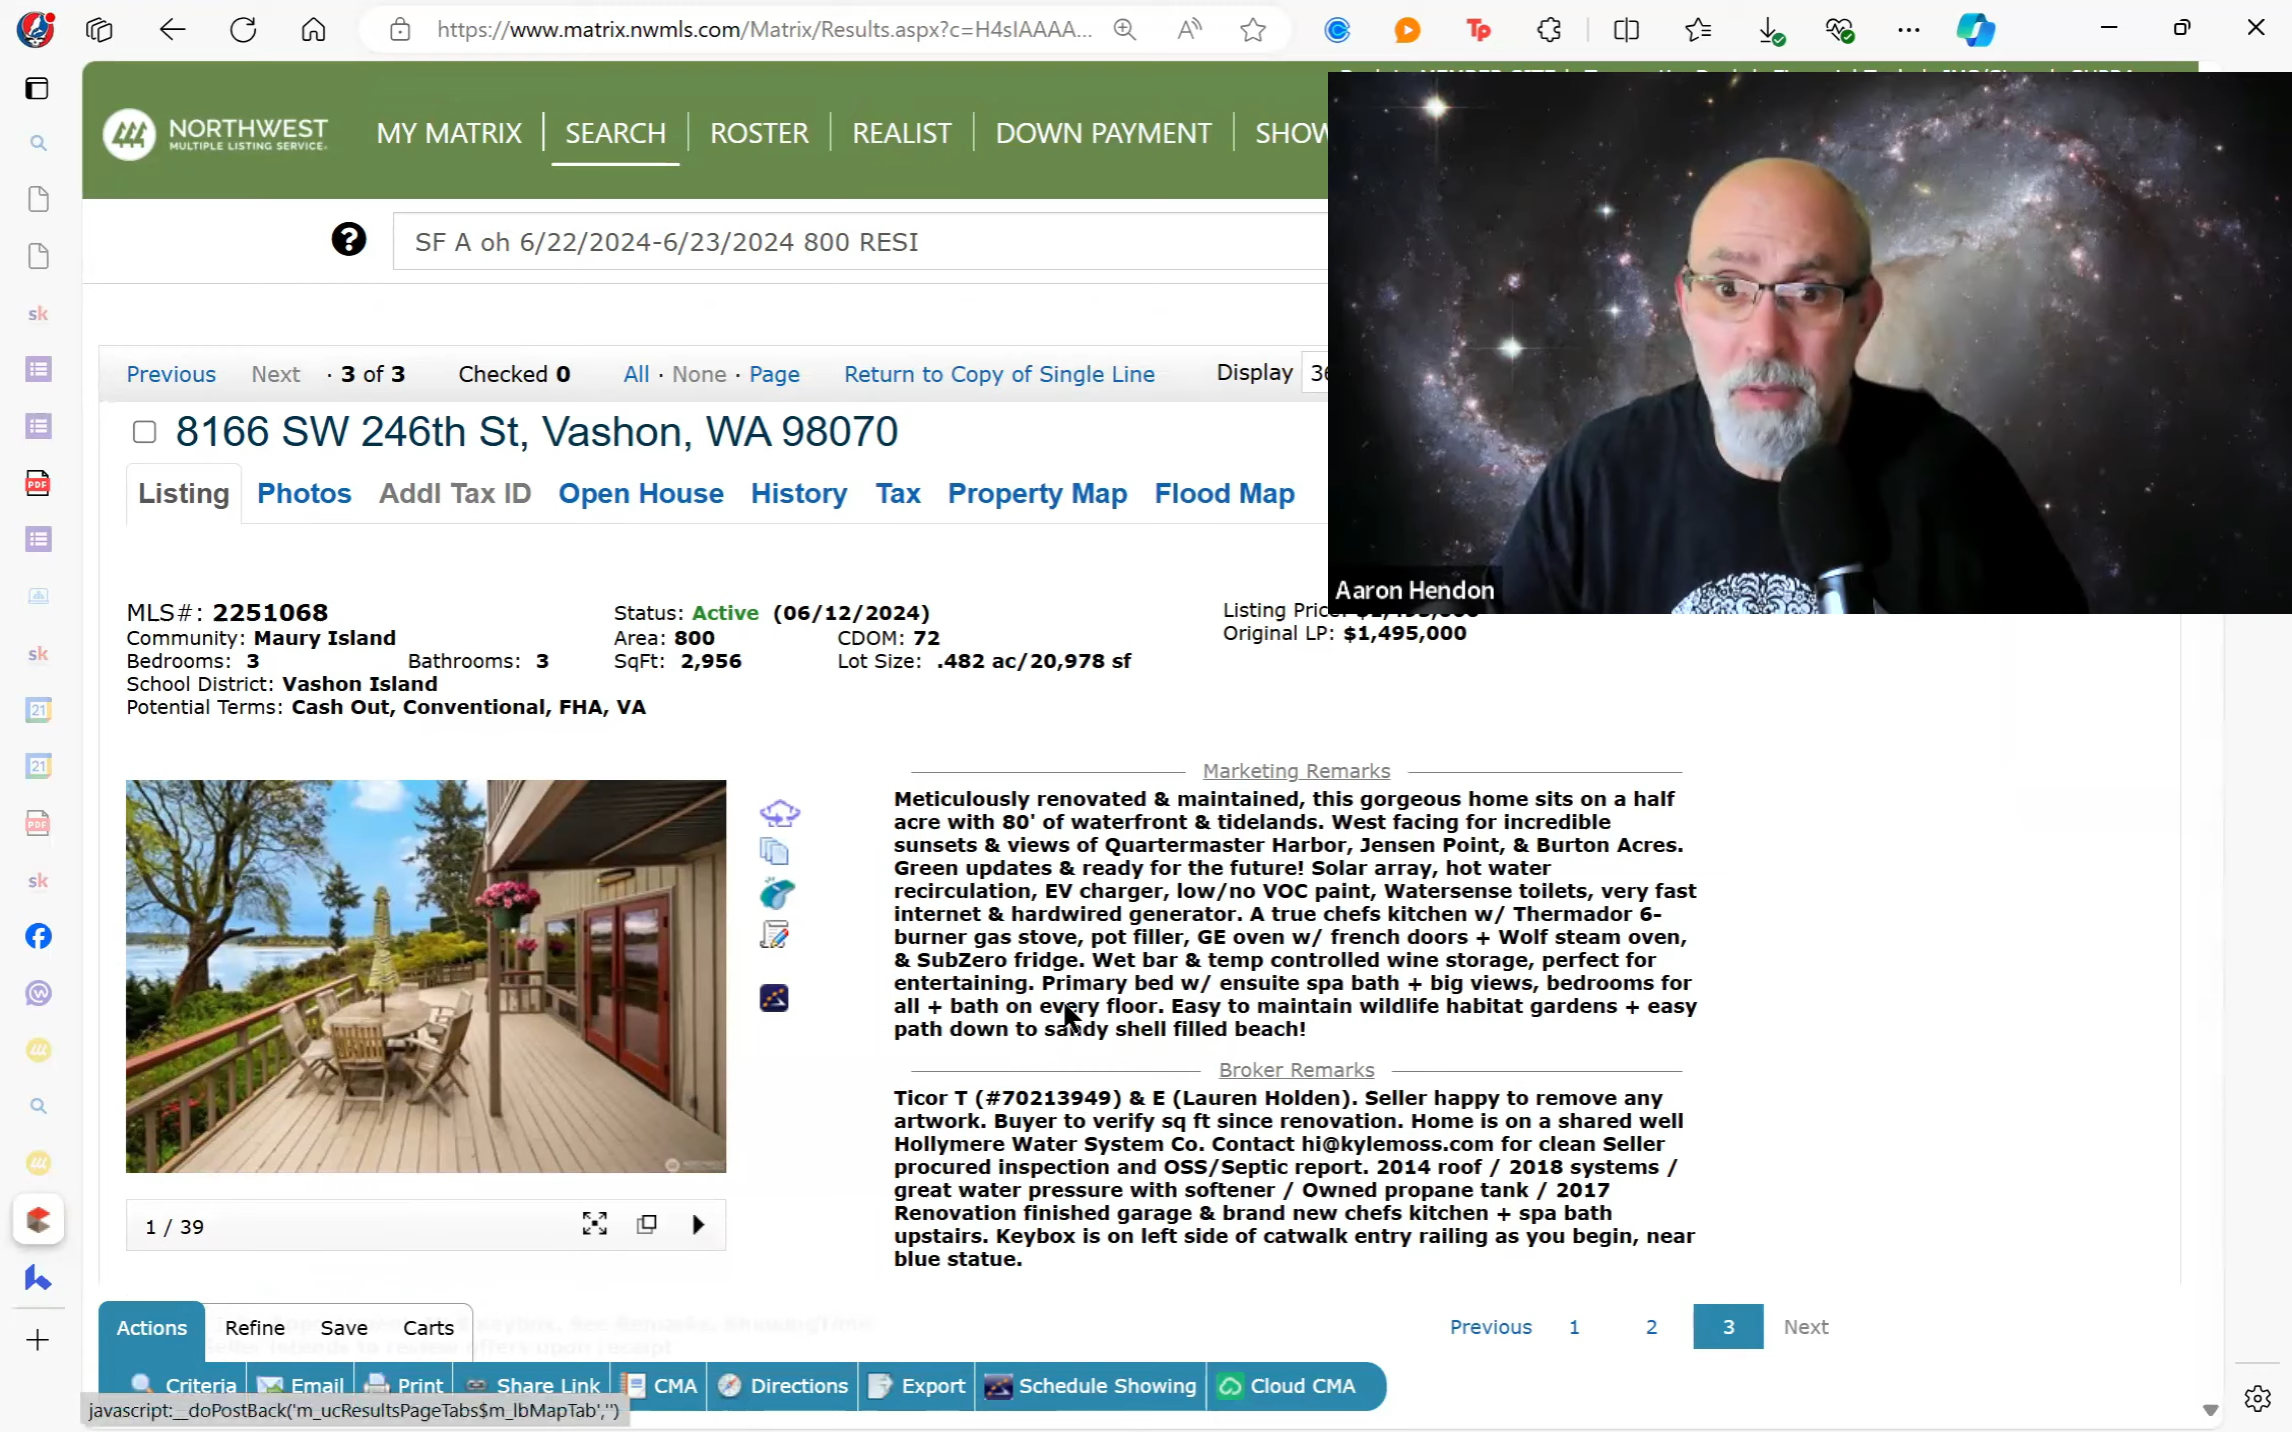 https://www.matrix.nwmls.com/Matrix/Results.aspx?c=H4sIAAAA...
NORTHWEST
MULTIPLE LISTING SERVICE
MY MATRIX
SEARCH
ROSTER
REALIST
DOWN PAYMENT
SHOW
SF A oh 6/22/2024-6/23/2024 800 RESI
Previous Next · 3 of 3 Checked 0 All · None · Page Return to Copy of Single Line Display 36
8166 SW 246th St, Vashon, WA 98070
Listing Photos Addl Tax ID Open House History Tax Property Map Flood Map
Aaron Hendon
MLS#: 2251068 Status: Active (06/12/2024) Listing Price:
Original LP: $1,495,000
Community: Maury Island Area: 800 CDOM: 72
Bedrooms: 3 Bathrooms: 3 SqFt: 2,956 Lot Size: .482 ac/20,978 sf
School District: Vashon Island
Potential Terms: Cash Out, Conventional, FHA, VA
Marketing Remarks
Meticulously renovated & maintained, this gorgeous home sits on a half
acre with 80' of waterfront & tidelands. West facing for incredible
sunsets & views of Quartermaster Harbor, Jensen Point, & Burton Acres.
Green updates & ready for the future! Solar array, hot water
recirculation, EV charger, low/no VOC paint, Watersense toilets, very fast
internet & hardwired generator. A true chefs kitchen w/ Thermador 6-
burner gas stove, pot filler, GE oven w/ french doors + Wolf steam oven,
& SubZero fridge. Wet bar & temp controlled wine storage, perfect for
entertaining. Primary bed w/ ensuite spa bath + big views, bedrooms for
all + bath on every floor. Easy to maintain wildlife habitat gardens + easy
path down to sandy shell filled beach!
Broker Remarks
Ticor T (#70213949) & E (Lauren Holden). Seller happy to remove any
artwork. Buyer to verify sq ft since renovation. Home is on a shared well
Hollymere Water System Co. Contact hi@kylemoss.com for clean Seller
procured inspection and OSS/Septic report. 2014 roof / 2018 systems /
great water pressure with softener / Owned propane tank / 2017
Renovation finished garage & brand new chefs kitchen + spa bath
upstairs. Keybox is on left side of catwalk entry railing as you begin, near
blue statue.
1 / 39
Actions Refine Save Carts
Previous 1 2 3 Next
Criteria Email Print Share Link CMA Directions Export Schedule Showing Cloud CMA
javascript:__doPostBack('m_ucResultsPageTabs$m_lbMapTab','')
sk
PDF
sk
21
21
PDF
sk
Tp